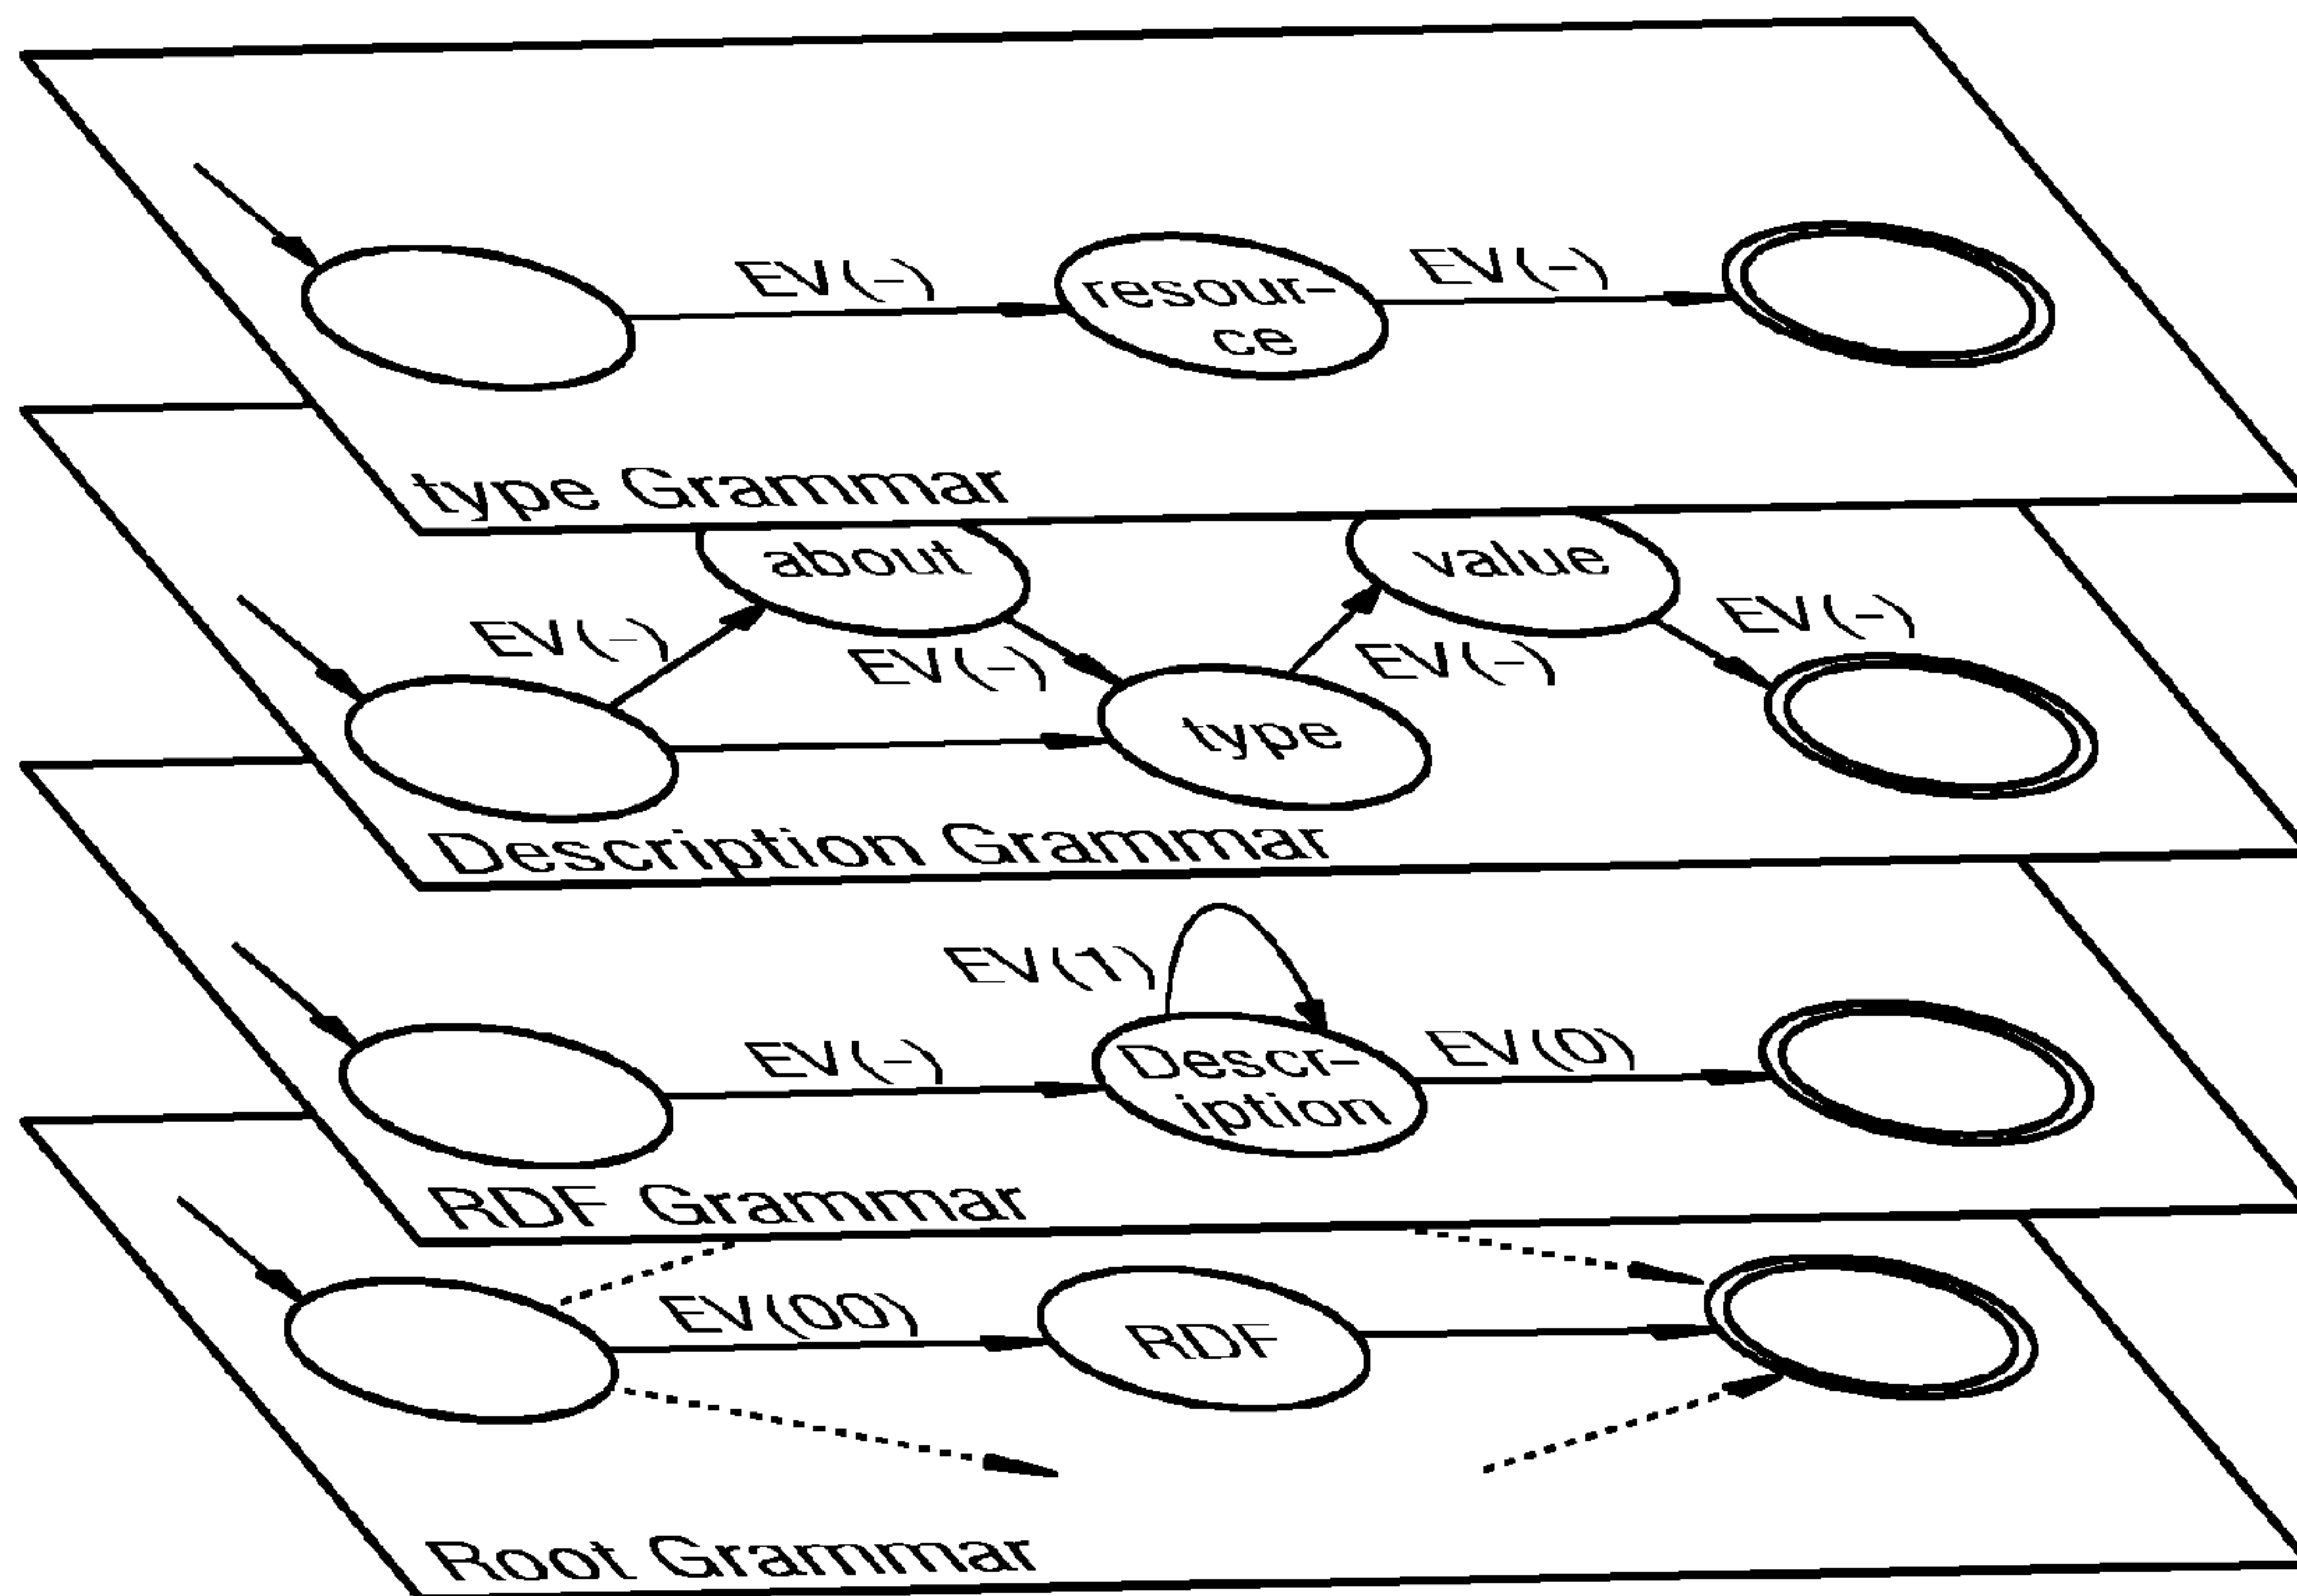 EV(-)
resour-
ce
EV(-)
type Grammar
about
value
EV(-)
EV(-)
EV(-)
EV(-)
type
Description Grammar
EV(1)
EV(-)
Descr-
iption
EV(0)
RDF Grammar
EV(00)
RDF
Root Grammar